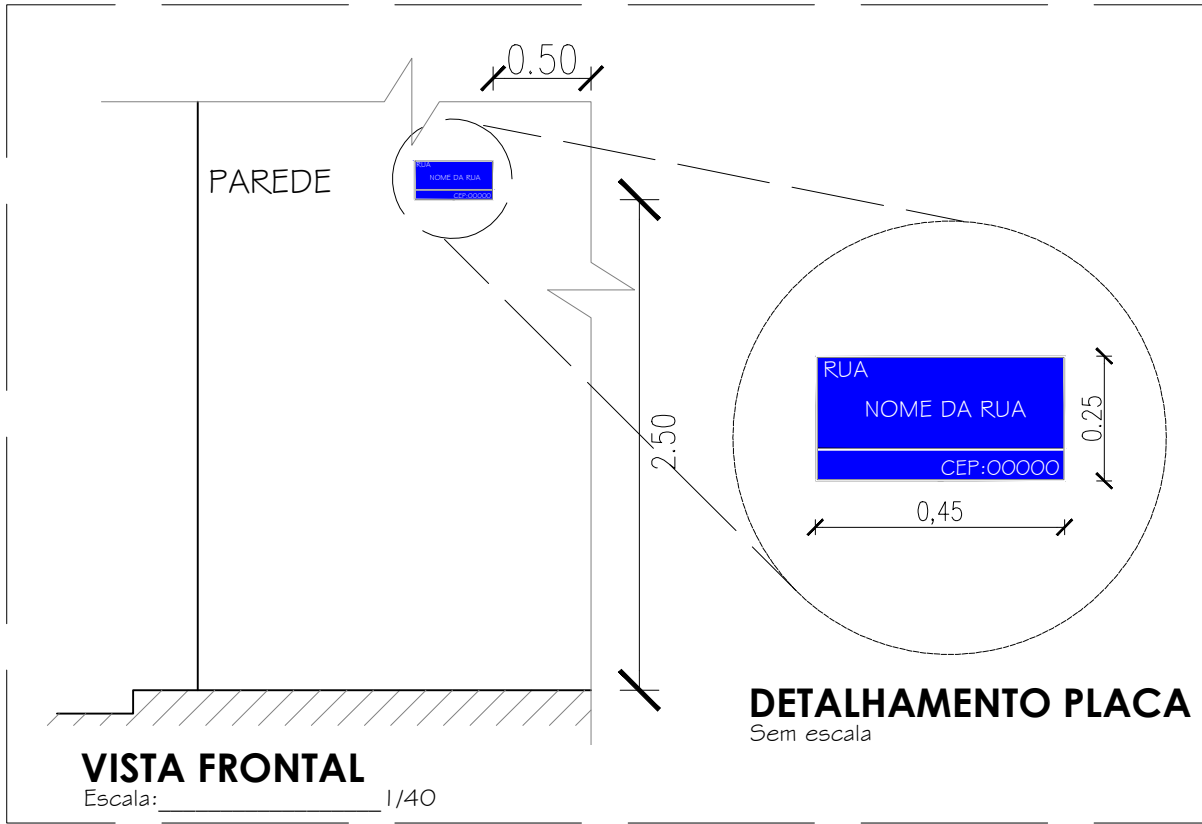 0.50
PAREDE
RUA
NOME DA RUA
CEP:00000
2.50
RUA
NOME DA RUA
CEP:00000
0.25
0,45
DETALHAMENTO PLACA
Sem escala
VISTA FRONTAL
Escala:____________________1/40